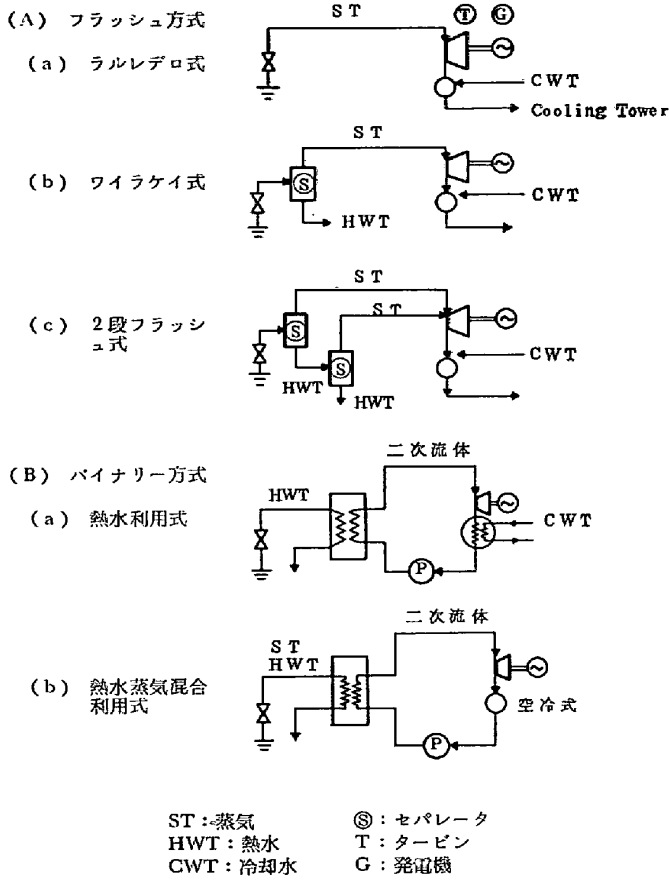 (A) フラッシュ方式
ST
T G
(a) ラルレデロ式
CWT
Cooling Tower
ST
(b) ワイラケイ式
S
CWT
HWT
ST
ST
(c) 2段フラッシ
ュ式
S
S
CWT
HWT
HWT
二次流体
(B) バイナリー方式
HWT
(a) 熱水利用式
CWT
P
二次流体
ST
HWT
(b) 熱水蒸気混合
利用式
空冷式
P
ST:蒸気
HWT:熱水
CWT:冷却水
Ⓢ:セパレータ
T:タービン
G:発電機